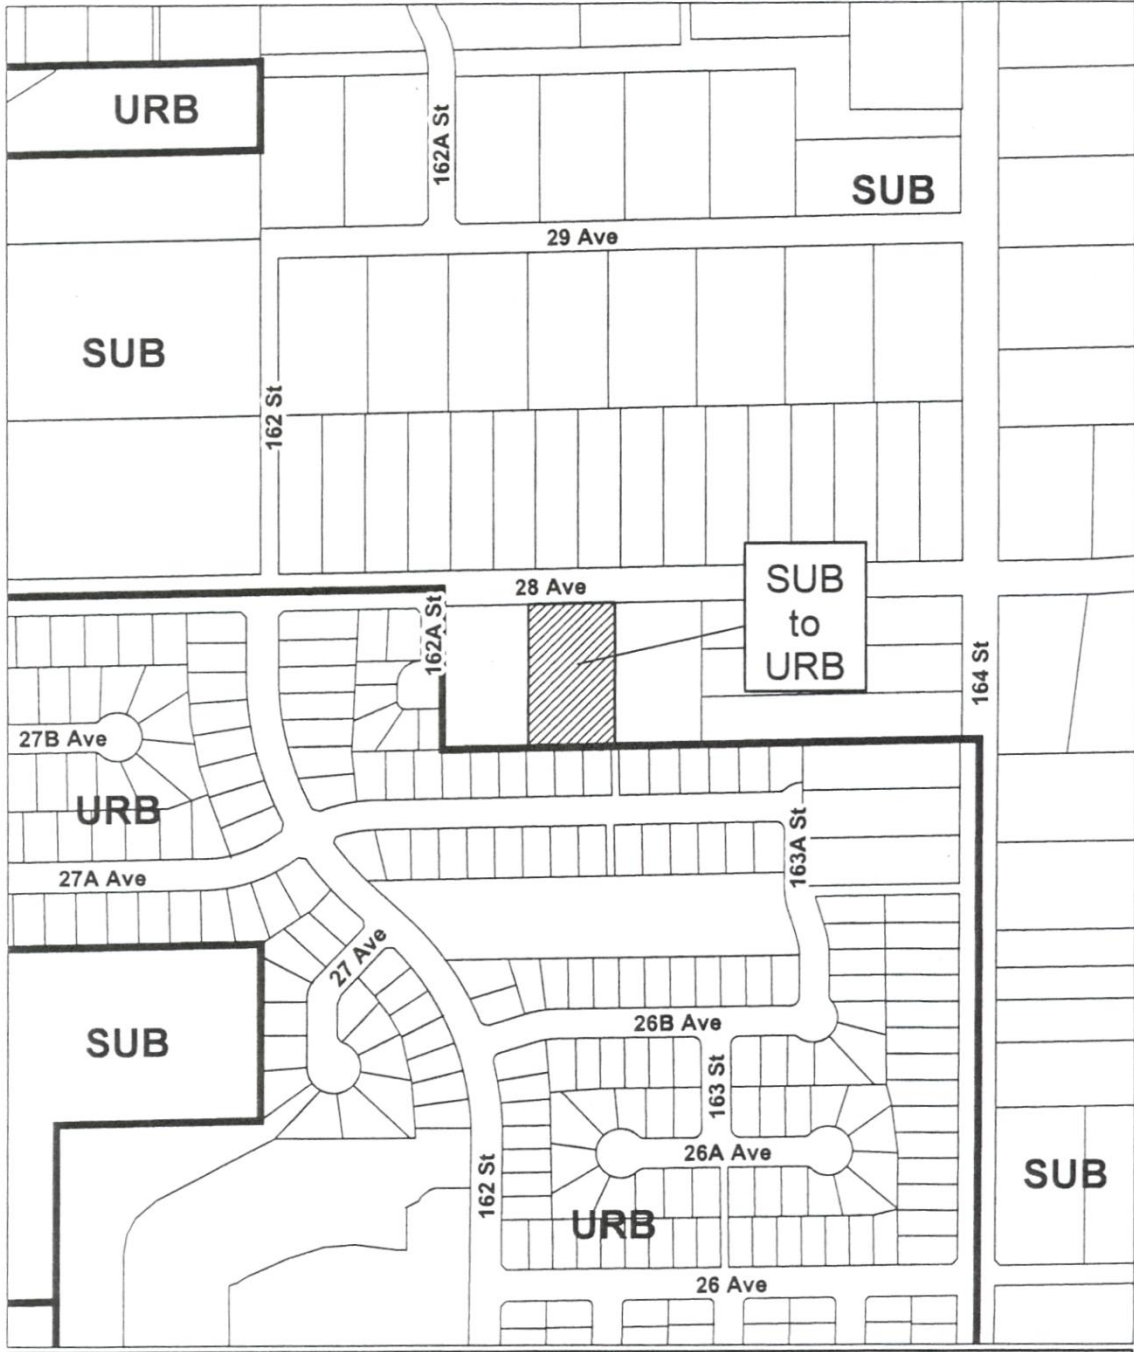 URB
162A St
SUB
29 Ave
SUB
162 St
28 Ave
SUB
to
URB
162A St
164 St
27B Ave
URB
163A St
27A Ave
27 Ave
SUB
26B Ave
163 St
26A Ave
162 St
SUB
URB
26 Ave